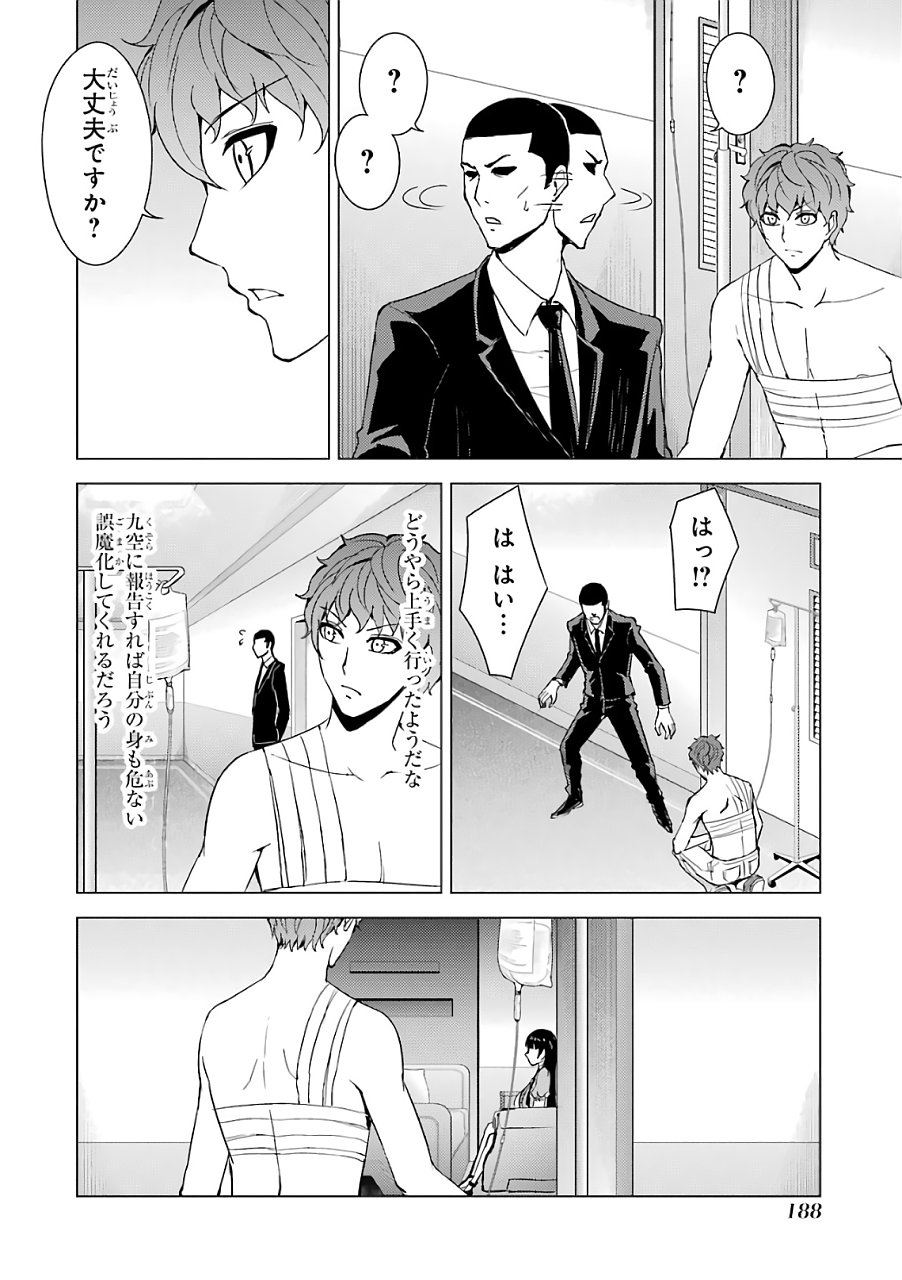 ?
?
?
大丈夫ですか?
はっ!?
は はい…
どうやら上手く行ったようだな
九空に報告すれば自分の身も危ない
誤魔化してくれるだろう
188